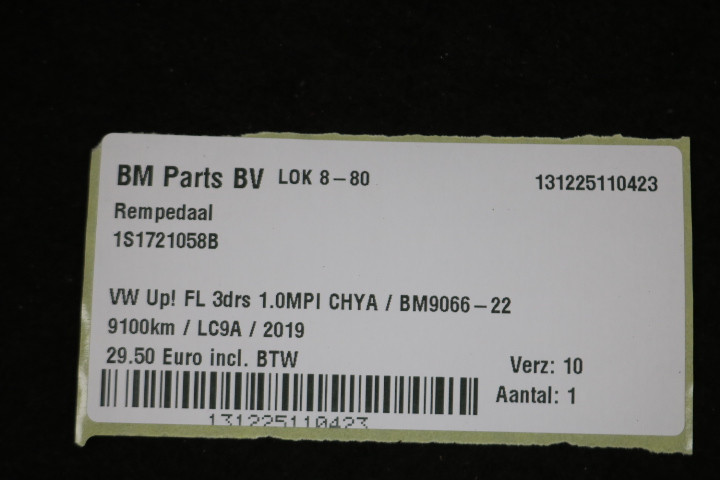 BM Parts BV LOK 8-80 131225110423
Rempedaal
1S1721058B
VW Up! FL 3drs 1.0MPI CHYA / BM9066-22
9100km / LC9A / 2019
29.50 Euro incl. BTW Verz: 10
Aantal: 1
131225110423